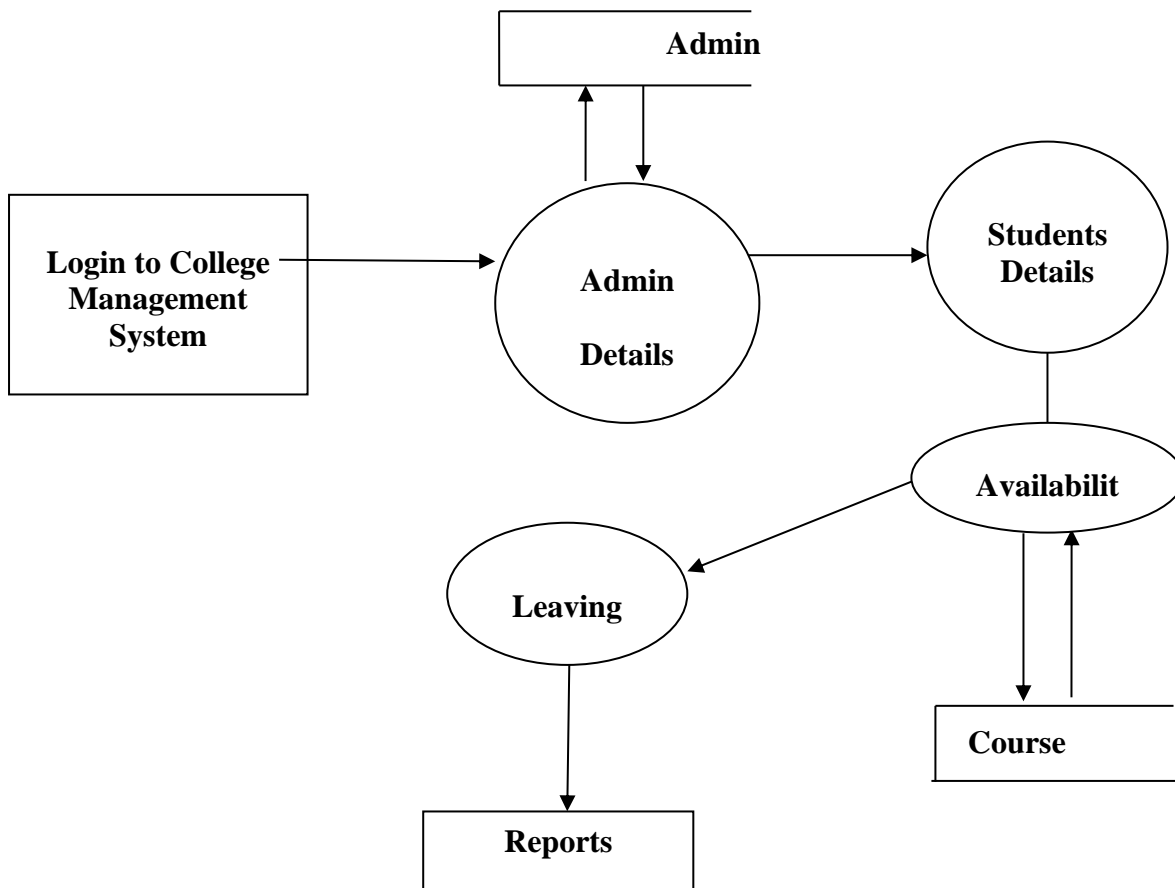 Admin
Login to College
Management
System
Admin
Details
Students
Details
Availabilit
Leaving
Course
Reports